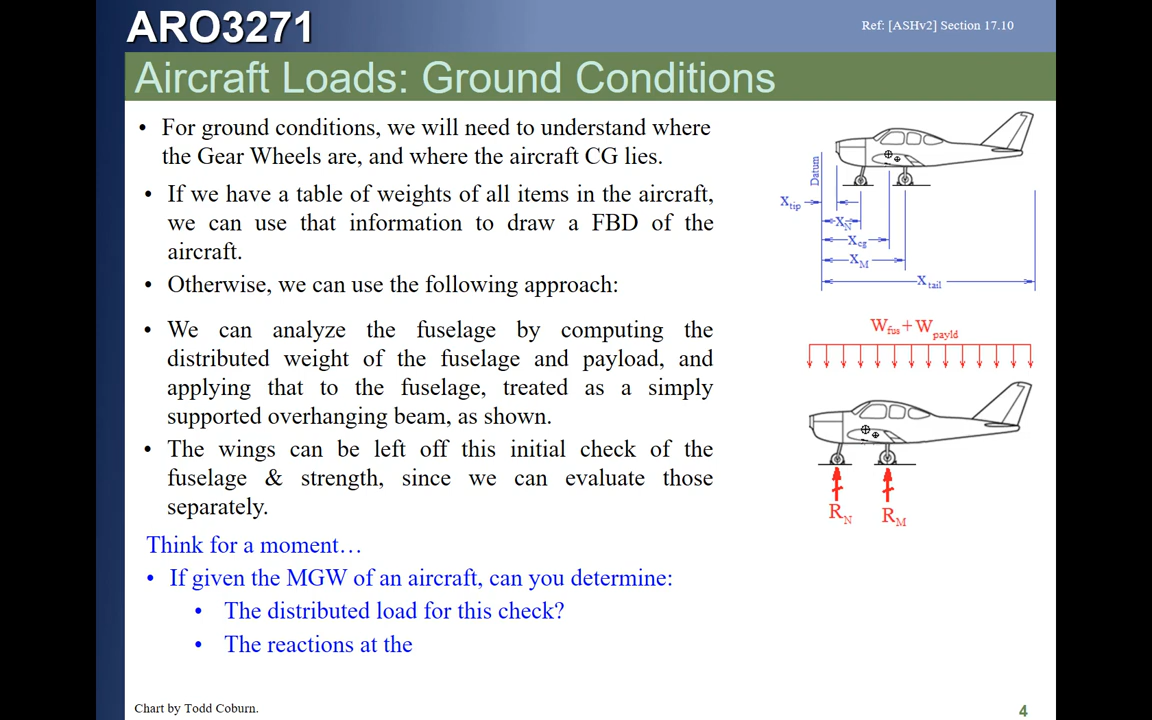 ARO3271
Ref: [ASHv2] Section 17.10
Aircraft Loads: Ground Conditions
• For ground conditions, we will need to understand where
the Gear Wheels are, and where the aircraft CG lies.
• If we have a table of weights of all items in the aircraft,
we can use that information to draw a FBD of the
aircraft.
• Otherwise, we can use the following approach:
• We can analyze the fuselage by computing the
distributed weight of the fuselage and payload, and
applying that to the fuselage, treated as a simply
supported overhanging beam, as shown.
• The wings can be left off this initial check of the
fuselage & strength, since we can evaluate those
separately.
Think for a moment…
• If given the MGW of an aircraft, can you determine:
• The distributed load for this check?
• The reactions at the
Datum
Xtip
XN
Xcg
XM
Xtail
Wfus + Wpayld
RN
RM
Chart by Todd Coburn.
4